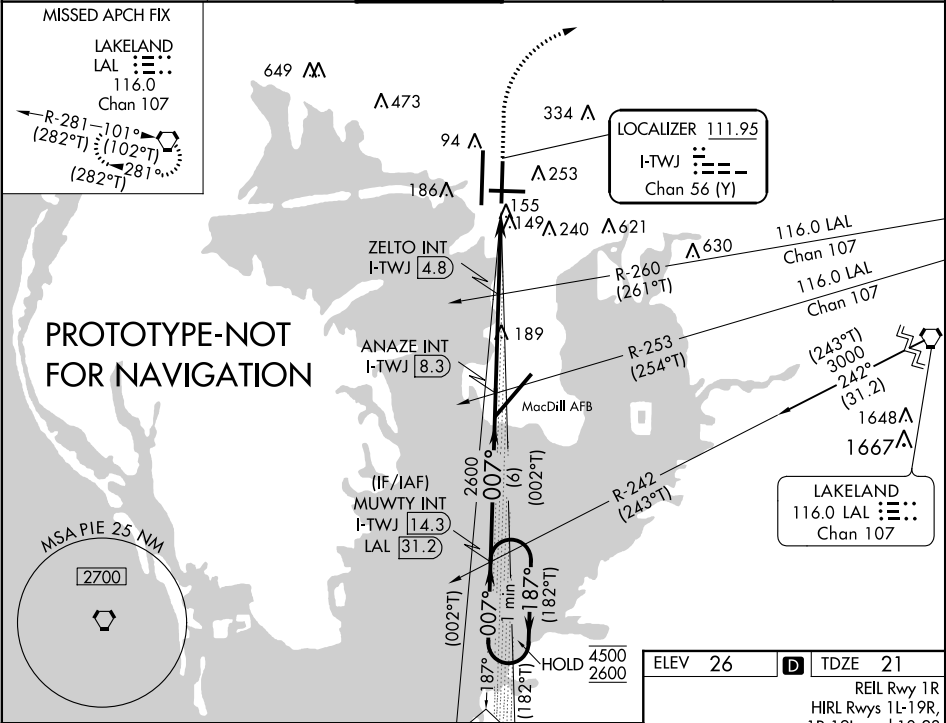 MISSED APCH FIX
LAKELAND
LAL
116.0
Chan 107
R-281
101°
(282°T)
(102°T)
281°
(282°T)
649
473
334
94
253
186
LOCALIZER 111.95
I-TWJ
Chan 56 (Y)
155
149
240
621
630
ZELTO INT
I-TWJ 4.8
116.0 LAL
Chan 107
R-260
(261°T)
116.0 LAL
Chan 107
PROTOTYPE-NOT
FOR NAVIGATION
189
ANAZE INT
I-TWJ 8.3
R-253
(254°T)
MacDill AFB
(243°T)
3000
242°
(31.2)
1648
1667
2600
007°
(6)
(002°T)
(IF/IAF)
MUWTY INT
I-TWJ 14.3
LAL 31.2
R-242
(243°T)
LAKELAND
116.0 LAL
Chan 107
MSA PIE 25 NM
2700
(002°T)
007°
1 min
187°
(182°T)
HOLD 4500
2600
187°
(182°T)
ELEV 26 D TDZE 21
REIL Rwy 1R
HIRL Rwys 1L-19R,